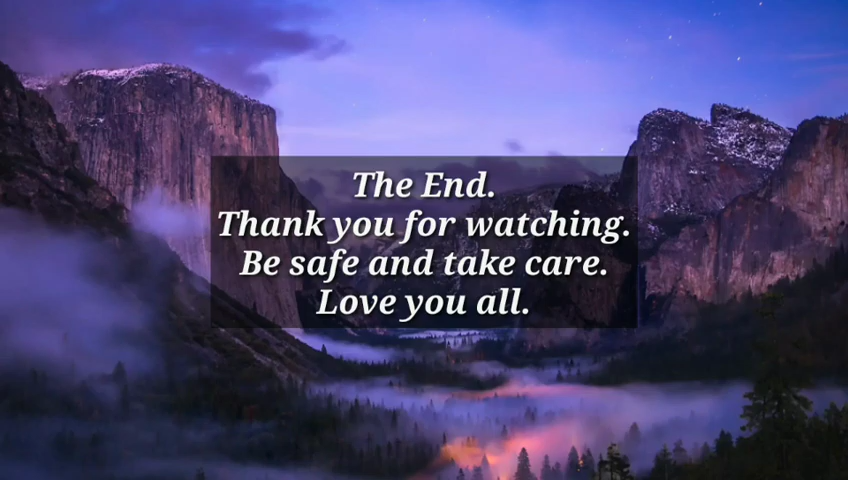 The End.
Thank you for watching.
Be safe and take care.
Love you all.